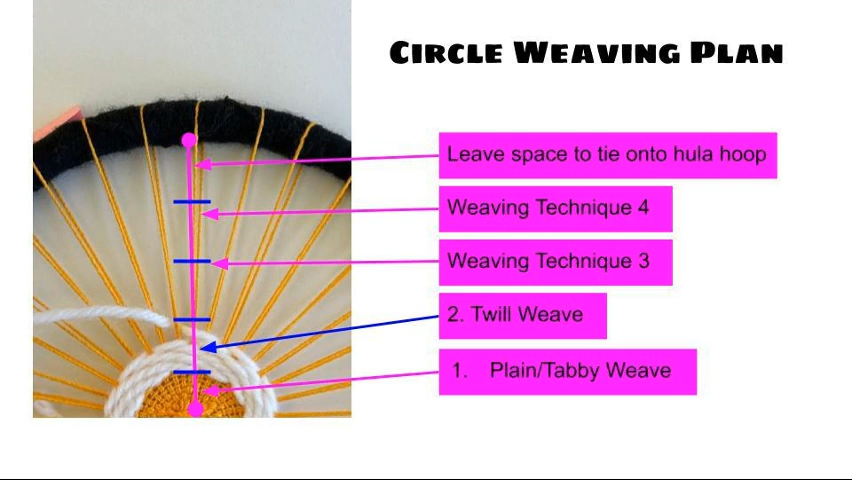 Circle Weaving Plan
Leave space to tie onto hula hoop
Weaving Technique 4
Weaving Technique 3
2. Twill Weave
1. Plain/Tabby Weave